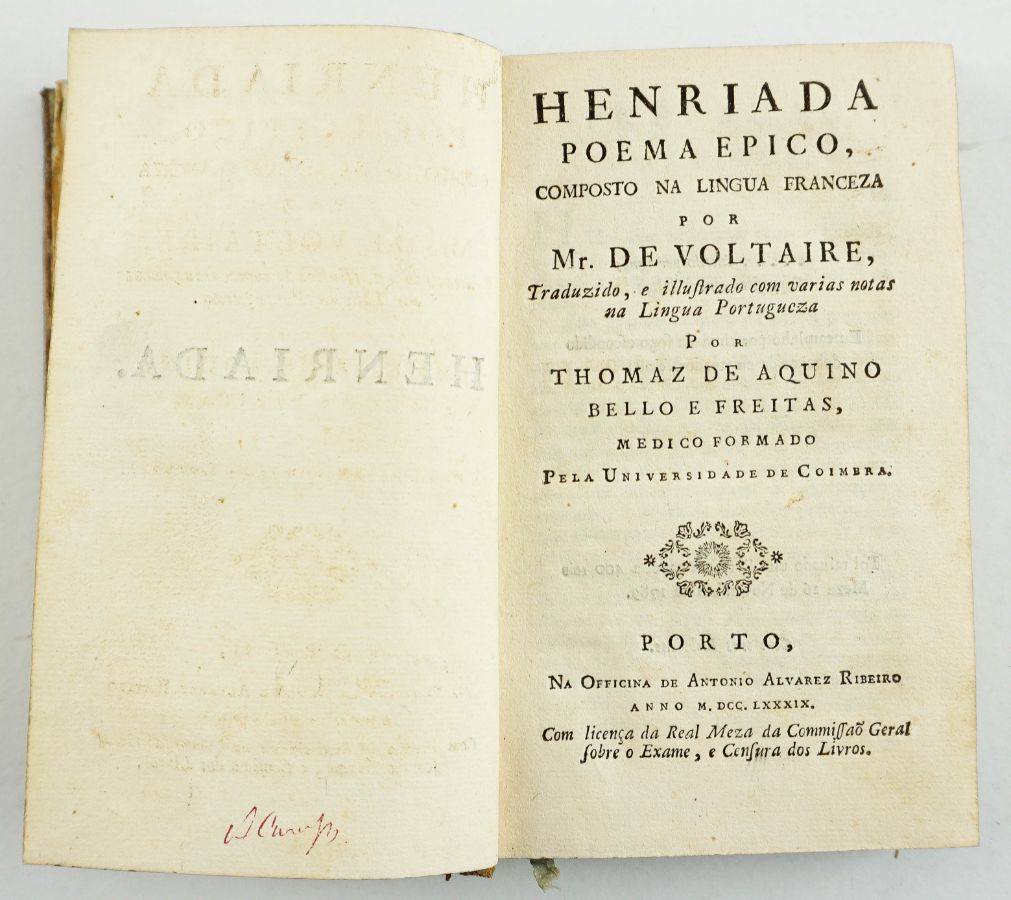 HENRIADA.
HENRIADA
POEMA EPICO,
COMPOSTO NA LINGUA FRANCEZA
POR
Mr. DE VOLTAIRE,
Traduzido, e illuſtrado com varias notas
na Lingua Portugueza
POR
THOMAZ DE AQUINO
BELLO E FREITAS,
MEDICO FORMADO
PELA UNIVERSIDADE DE COIMBRA.
PORTO,
NA OFFICINA DE ANTONIO ALVAREZ RIBEIRO
ANNO M. DCC. LXXXIX.
Com licença da Real Meza da Commiſſaõ Geral
ſobre o Exame, e Cenſura dos Livros.